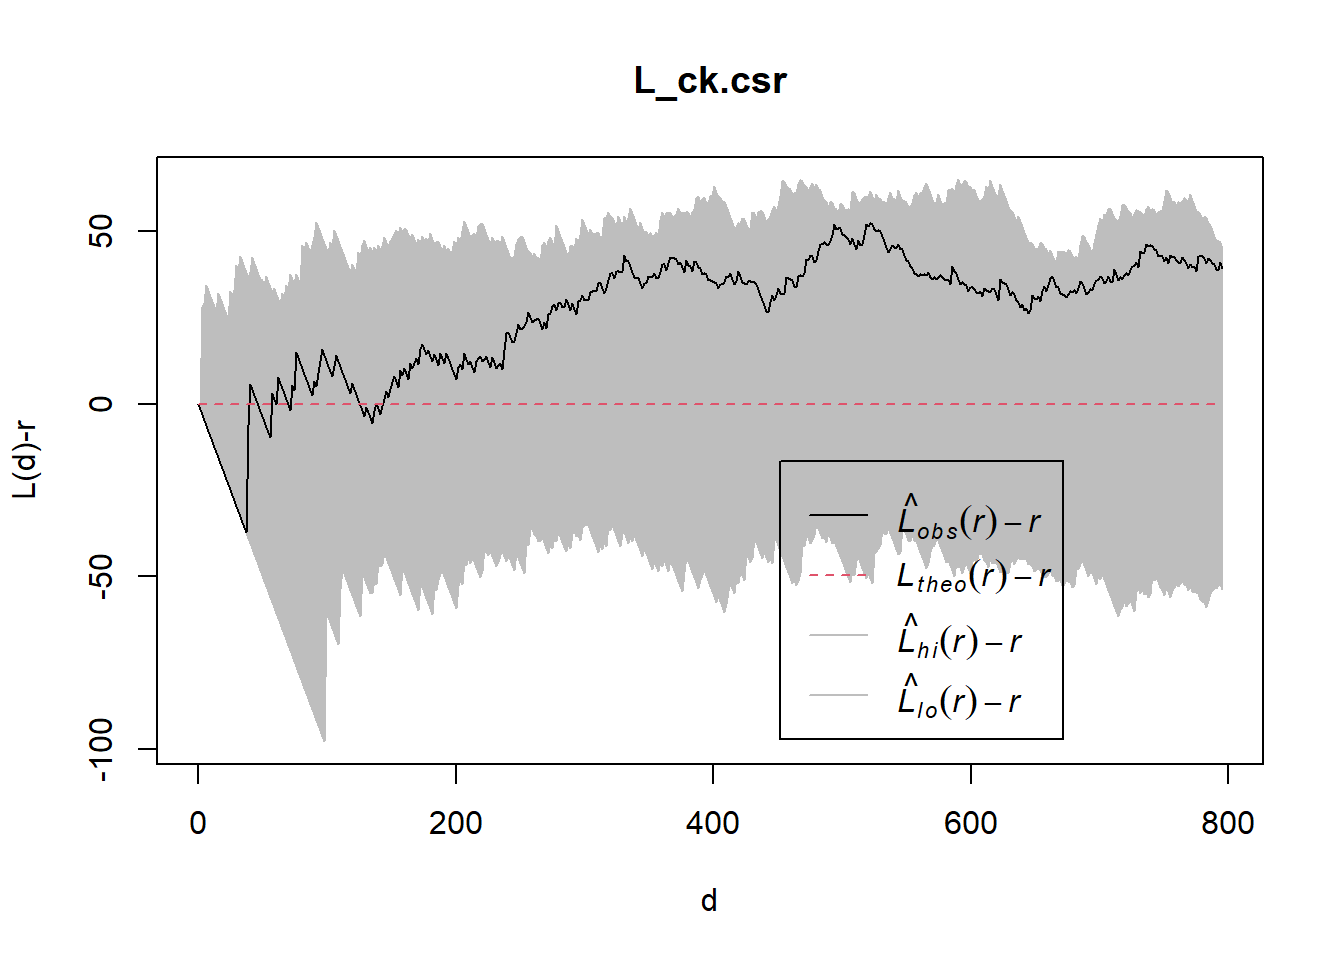 L_ck.csr
L(d)-r
50
0
-50
-100
L̂obs(r) − r
Ltheo(r) − r
L̂hi(r) − r
L̂lo(r) − r
0 200 400 600 800
d